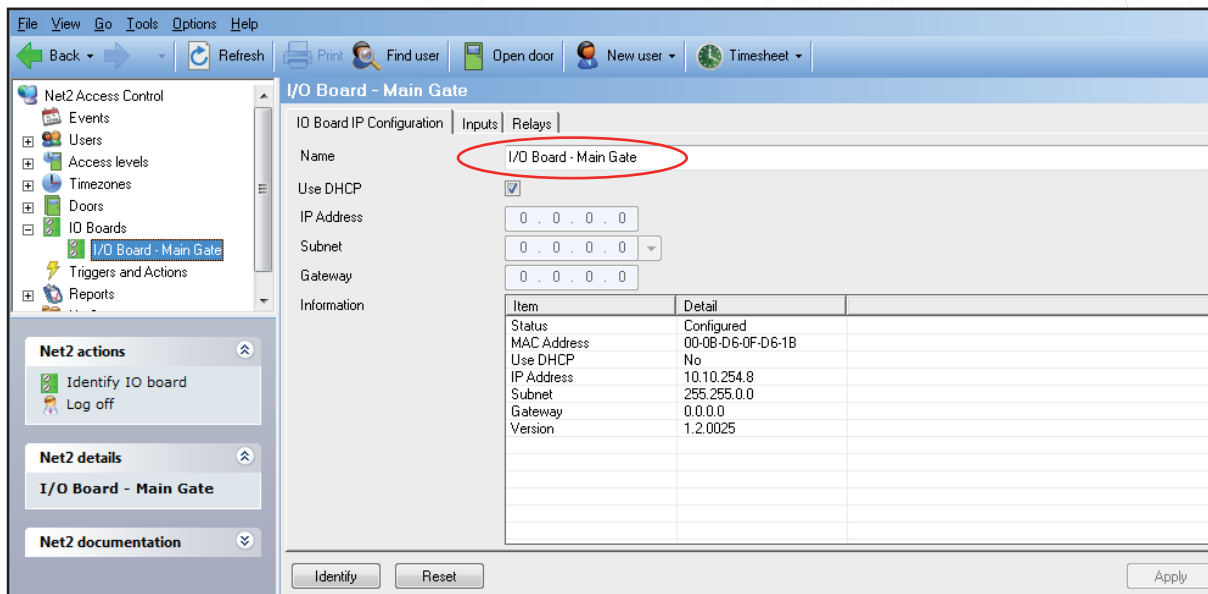 File View Go Tools Options Help
Back Refresh Print Find user Open door New user Timesheet
Net2 Access Control
Events
Users
Access levels
Timezones
Doors
IO Boards
I/O Board - Main Gate
Triggers and Actions
Reports
Net2 actions
Identify IO board
Log off
Net2 details
I/O Board - Main Gate
Net2 documentation
I/O Board - Main Gate
IO Board IP Configuration Inputs Relays
Name I/O Board - Main Gate
Use DHCP
IP Address 0 . 0 . 0 . 0
Subnet 0 . 0 . 0 . 0
Gateway 0 . 0 . 0 . 0
Information
Item Detail
Status Configured
MAC Address 00-0B-D6-0F-D6-1B
Use DHCP No
IP Address 10.10.254.8
Subnet 255.255.0.0
Gateway 0.0.0.0
Version 1.2.0025
Identify Reset Apply